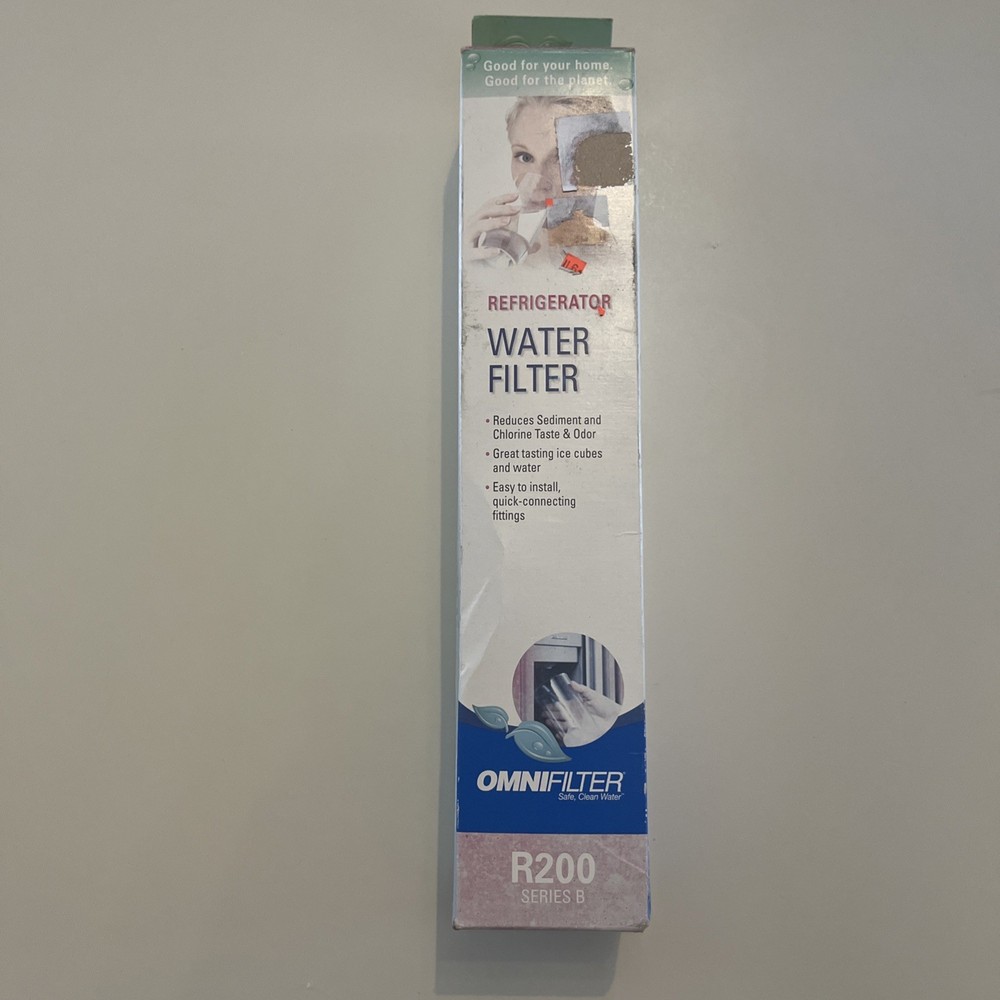 Good for your home.
Good for the planet.
REFRIGERATOR
WATER
FILTER
• Reduces Sediment and
Chlorine Taste & Odor
• Great tasting ice cubes
and water
• Easy to install,
quick-connecting
fittings
OMNIFILTER
Safe, Clean Water™
R200
SERIES B